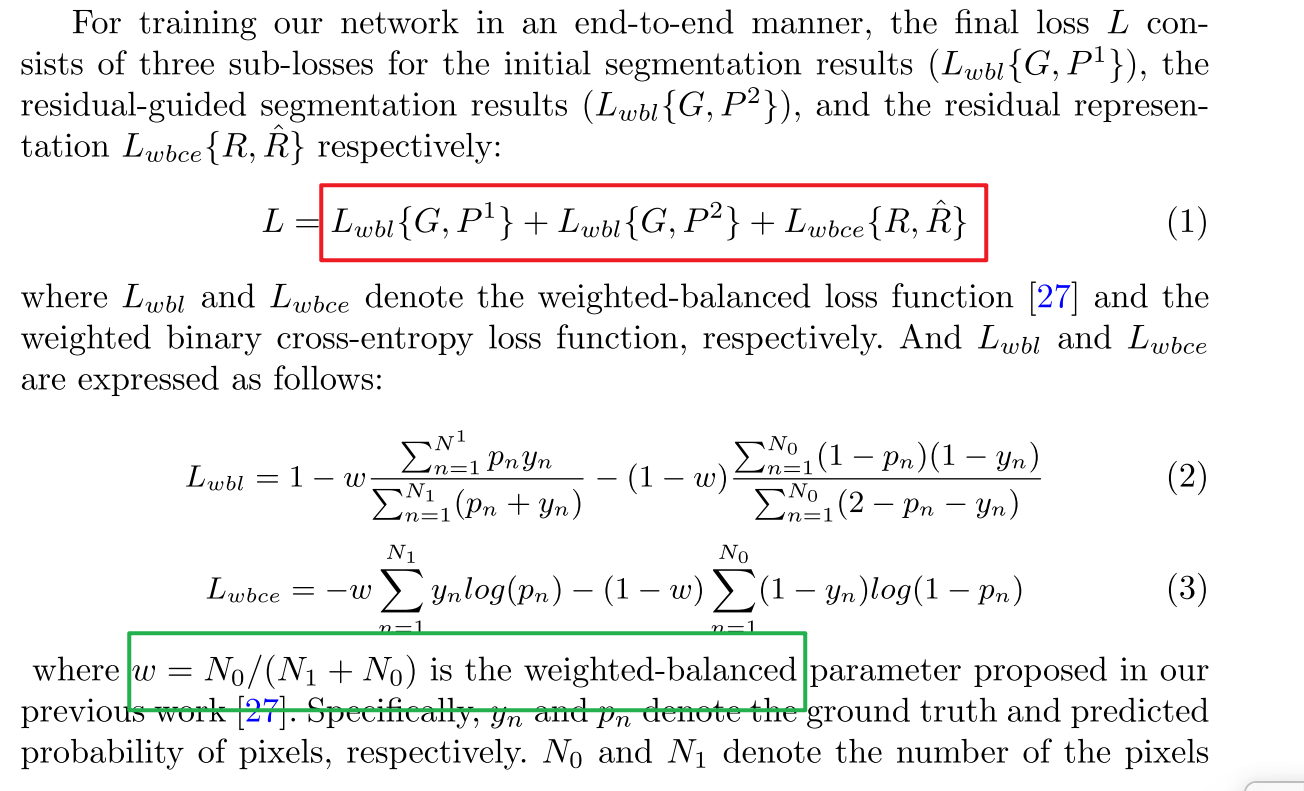 For training our network in an end-to-end manner, the final loss L con-
sists of three sub-losses for the initial segmentation results (L_{wbl}{G, P^1}), the
residual-guided segmentation results (L_{wbl}{G, P^2}), and the residual represen-
tation L_{wbce}{R, R̂} respectively:
L = L_{wbl}{G, P^1} + L_{wbl}{G, P^2} + L_{wbce}{R, R̂} (1)
where L_{wbl} and L_{wbce} denote the weighted-balanced loss function [27] and the
weighted binary cross-entropy loss function, respectively. And L_{wbl} and L_{wbce}
are expressed as follows:
L_{wbl} = 1 − w \frac{\sum_{n=1}^{N^1} p_n y_n}{\sum_{n=1}^{N_1} (p_n + y_n)} − (1 − w) \frac{\sum_{n=1}^{N_0} (1 − p_n)(1 − y_n)}{\sum_{n=1}^{N_0} (2 − p_n − y_n)} (2)
L_{wbce} = −w \sum_{n=1}^{N_1} y_n log(p_n) − (1 − w) \sum_{n=1}^{N_0} (1 − y_n)log(1 − p_n) (3)
where w = N_0/(N_1 + N_0) is the weighted-balanced parameter proposed in our
previous work [27]. Specifically, y_n and p_n denote the ground truth and predicted
probability of pixels, respectively. N_0 and N_1 denote the number of the pixels